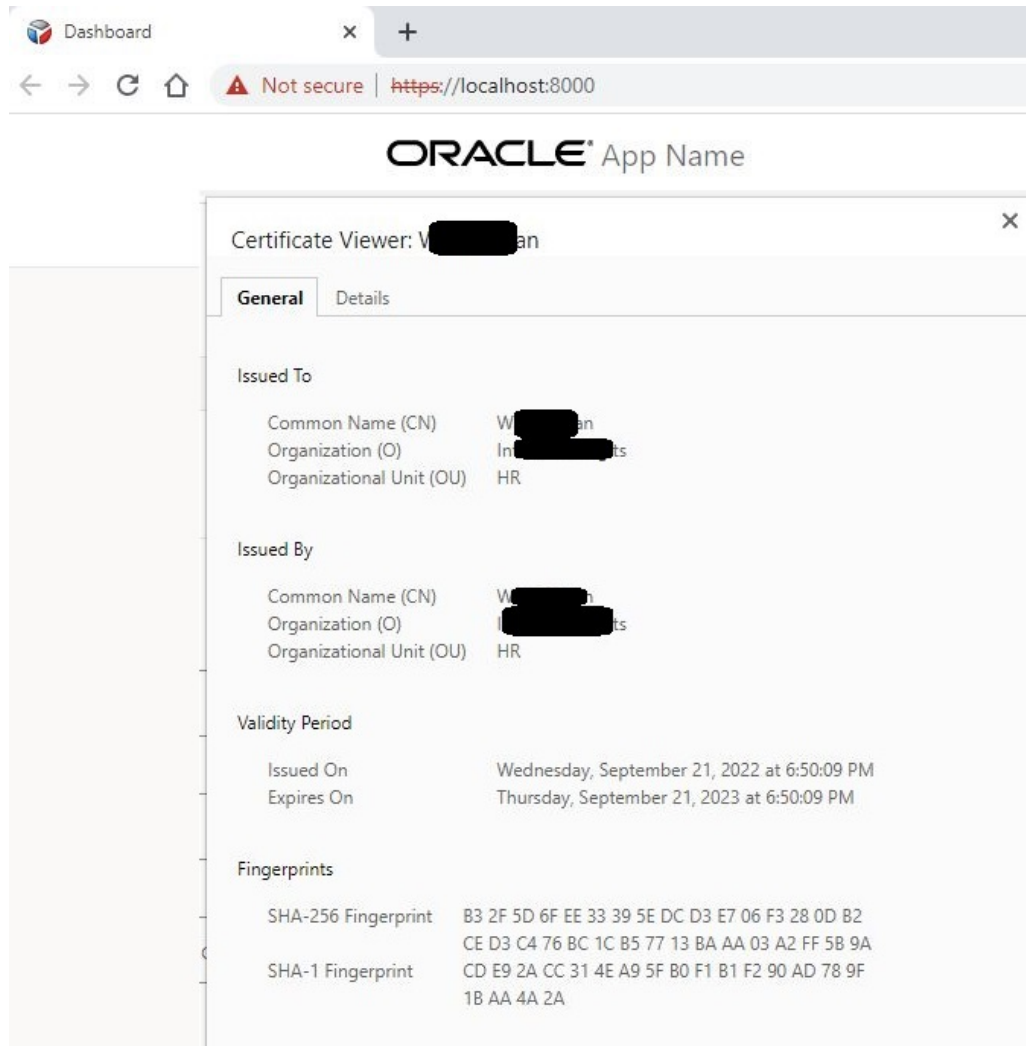 Dashboard
Not secure | https://localhost:8000
ORACLE® App Name
Certificate Viewer:
General Details
Issued To
Common Name (CN)
Organization (O)
Organizational Unit (OU) HR
Issued By
Common Name (CN)
Organization (O)
Organizational Unit (OU) HR
Validity Period
Issued On Wednesday, September 21, 2022 at 6:50:09 PM
Expires On Thursday, September 21, 2023 at 6:50:09 PM
Fingerprints
SHA-256 Fingerprint B3 2F 5D 6F EE 33 39 5E DC D3 E7 06 F3 28 0D B2
CE D3 C4 76 BC 1C B5 77 13 BA AA 03 A2 FF 5B 9A
SHA-1 Fingerprint CD E9 2A CC 31 4E A9 5F B0 F1 B1 F2 90 AD 78 9F
1B AA 4A 2A